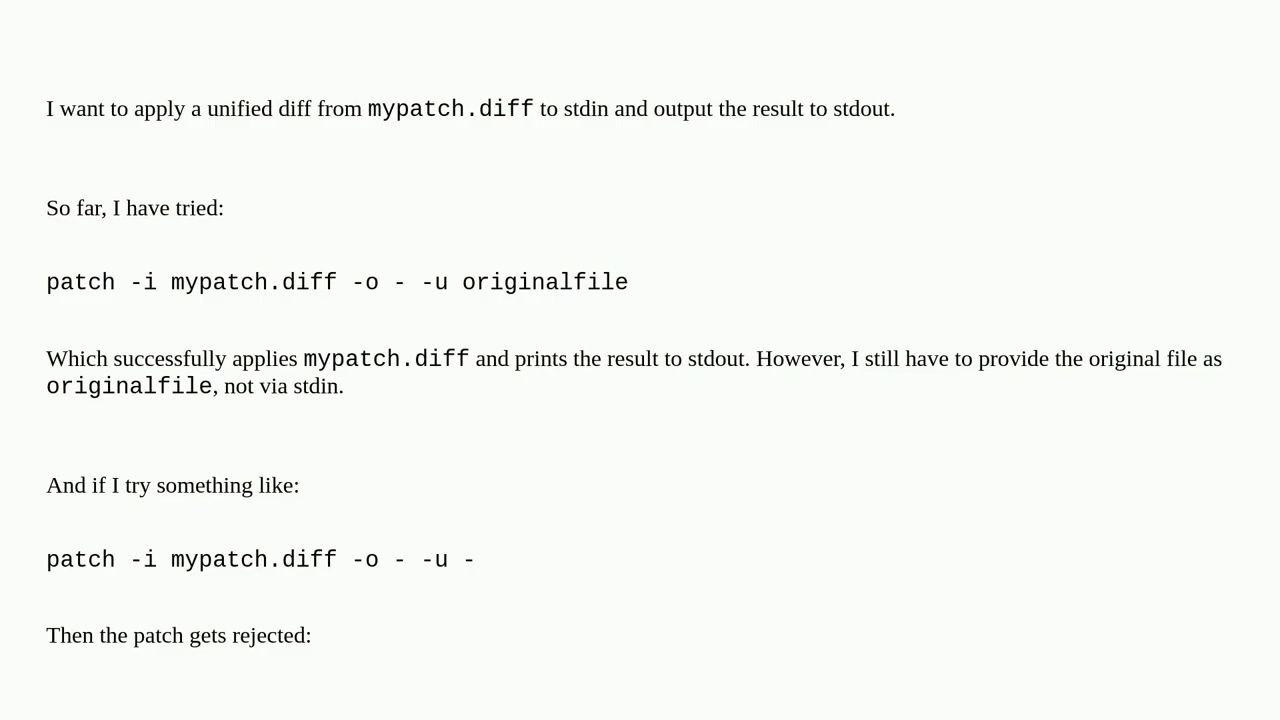 I want to apply a unified diff from mypatch.diff to stdin and output the result to stdout.
So far, I have tried:
patch -i mypatch.diff -o - -u originalfile
Which successfully applies mypatch.diff and prints the result to stdout. However, I still have to provide the original file as
originalfile, not via stdin.
And if I try something like:
patch -i mypatch.diff -o - -u -
Then the patch gets rejected: